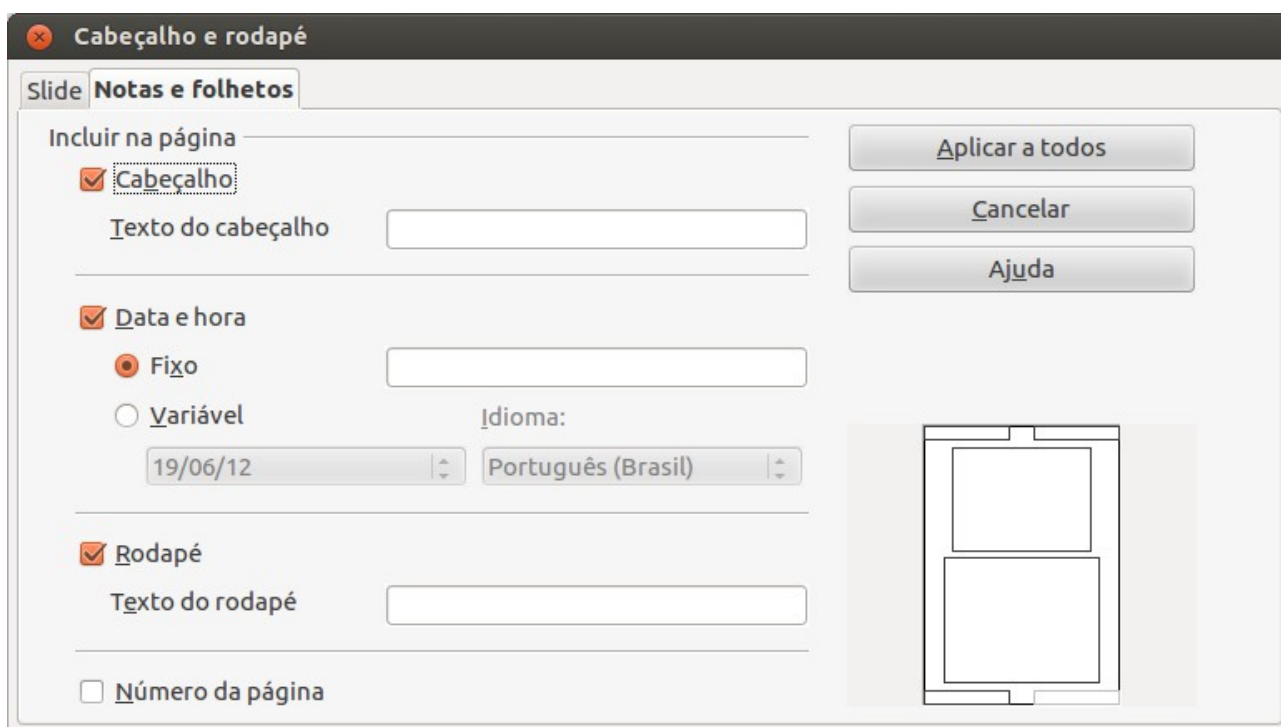 Cabeçalho e rodapé
Slide Notas e folhetos
Incluir na página
Cabeçalho
Texto do cabeçalho
Data e hora
Fixo
Variável Idioma:
19/06/12 Português (Brasil)
Rodapé
Texto do rodapé
Número da página
Aplicar a todos
Cancelar
Ajuda